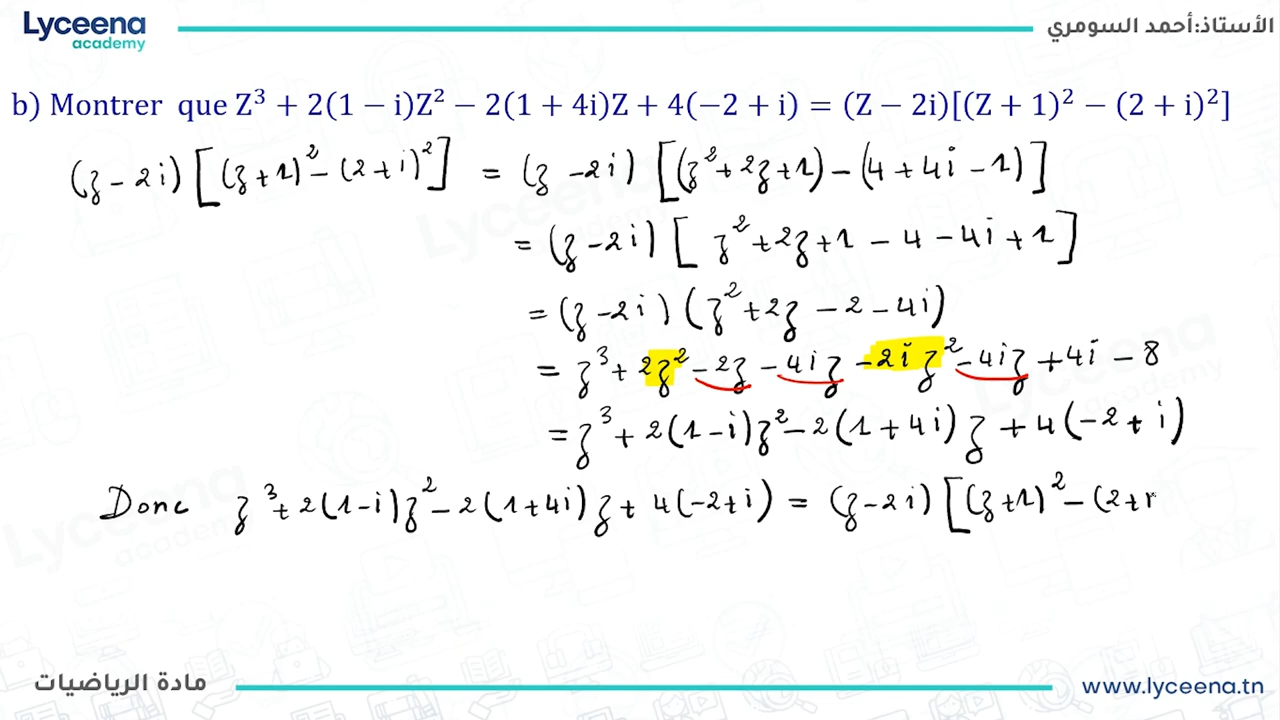 Lyceena
academy
الأستاذ:أحمد السومري
b) Montrer que Z³ + 2(1 − i)Z² − 2(1 + 4i)Z + 4(−2 + i) = (Z − 2i)[(Z + 1)² − (2 + i)²]
(z − 2i) [(z + 1)² − (2 + i)²] = (z − 2i) [(z² + 2z + 1) − (4 + 4i − 1)]
= (z − 2i) [ z² + 2z + 1 − 4 − 4i + 1 ]
= (z − 2i) (z² + 2z − 2 − 4i)
= z³ + 2z² − 2z − 4iz − 2iz² − 4iz + 4i − 8
= z³ + 2(1 − i)z² − 2(1 + 4i)z + 4(−2 + i)
Donc z³ + 2(1 − i)z² − 2(1 + 4i)z + 4(−2 + i) = (z − 2i) [(z + 1)² − (2 +
مادة الرياضيات
www.lyceena.tn